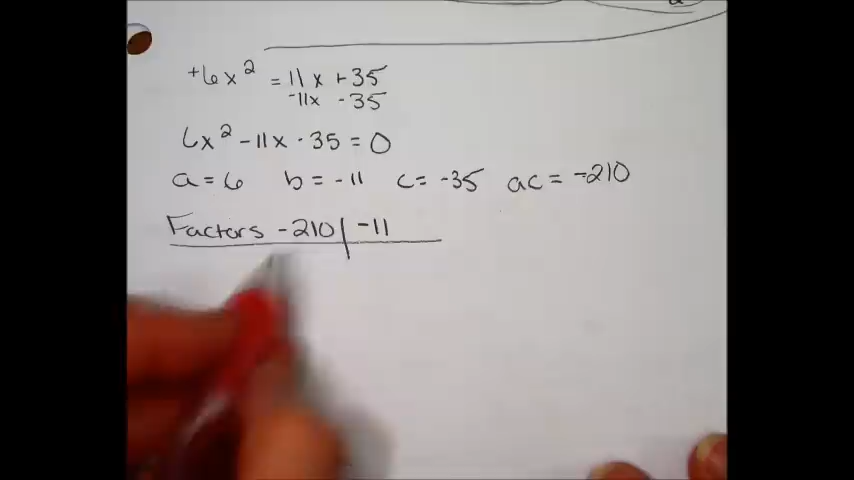 +6x² = 11x + 35
-11x - 35
6x² - 11x - 35 = 0
a = 6 b = -11 c = -35 ac = -210
Factors -210 | -11